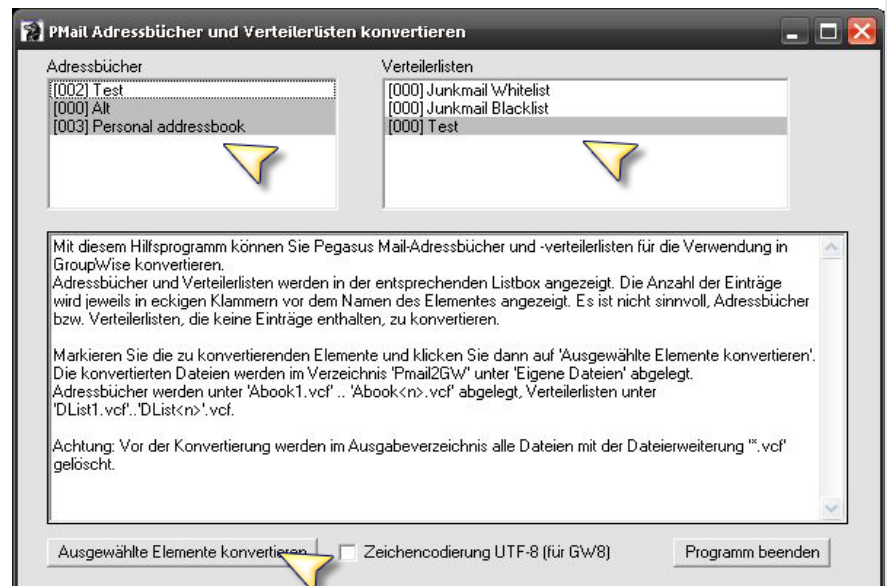 PMail Adressbücher und Verteilerlisten konvertieren
Adressbücher
Verteilerlisten
[002] Test
[000] Alt
[003] Personal addressbook
[000] Junkmail Whitelist
[000] Junkmail Blacklist
[000] Test
Mit diesem Hilfsprogramm können Sie Pegasus Mail-Adressbücher und -verteilerlisten für die Verwendung in
GroupWise konvertieren.
Adressbücher und Verteilerlisten werden in der entsprechenden Listbox angezeigt. Die Anzahl der Einträge
wird jeweils in eckigen Klammern vor dem Namen des Elementes angezeigt. Es ist nicht sinnvoll, Adressbücher
bzw. Verteilerlisten, die keine Einträge enthalten, zu konvertieren.
Markieren Sie die zu konvertierenden Elemente und klicken Sie dann auf 'Ausgewählte Elemente konvertieren'.
Die konvertierten Dateien werden im Verzeichnis 'Pmail2GW' unter 'Eigene Dateien' abgelegt.
Adressbücher werden unter 'Abook1.vcf' .. 'Abook<n>.vcf' abgelegt, Verteilerlisten unter
'DList1.vcf'..'DList<n>'.vcf.
Achtung: Vor der Konvertierung werden im Ausgabeverzeichnis alle Dateien mit der Dateierweiterung '*.vcf'
gelöscht.
Ausgewählte Elemente konvertieren
Zeichencodierung UTF-8 (für GW8)
Programm beenden